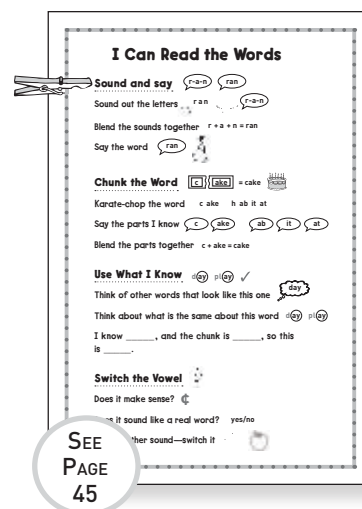 I Can Read the Words
Sound and say r-a-n ran
Sound out the letters r a n r-a-n
Blend the sounds together r + a + n = ran
Say the word ran
Chunk the Word c ake = cake
Karate-chop the word c ake h ab it at
Say the parts I know c ake ab it at
Blend the parts together c + ake = cake
Use What I Know day play ✓
Think of other words that look like this one day
Think about what is the same about this word day play
I know _____, and the chunk is _____, so this
is _____.
Switch the Vowel
Does it make sense? ¢
it sound like a real word? yes/no
sound—switch it
SEE
PAGE
45